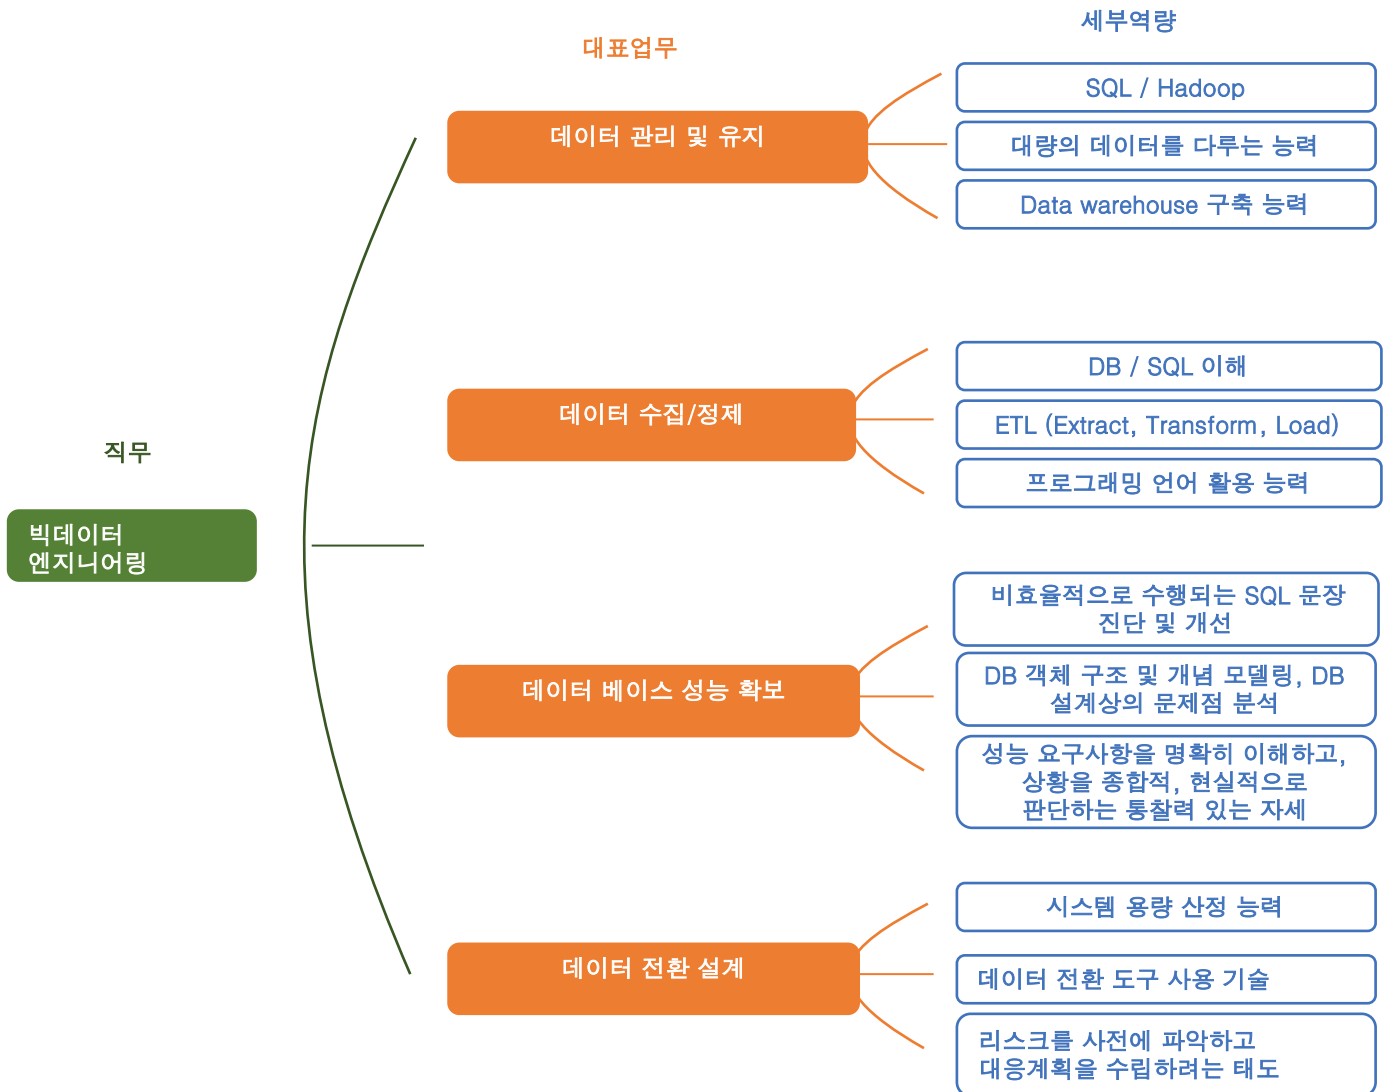 세부역량
대표업무
직무
빅데이터
엔지니어링
데이터 관리 및 유지
SQL / Hadoop
대량의 데이터를 다루는 능력
Data warehouse 구축 능력
데이터 수집/정제
DB / SQL 이해
ETL (Extract, Transform, Load)
프로그래밍 언어 활용 능력
데이터 베이스 성능 확보
비효율적으로 수행되는 SQL 문장
진단 및 개선
DB 객체 구조 및 개념 모델링, DB
설계상의 문제점 분석
성능 요구사항을 명확히 이해하고,
상황을 종합적, 현실적으로
판단하는 통찰력 있는 자세
데이터 전환 설계
시스템 용량 산정 능력
데이터 전환 도구 사용 기술
리스크를 사전에 파악하고
대응계획을 수립하려는 태도